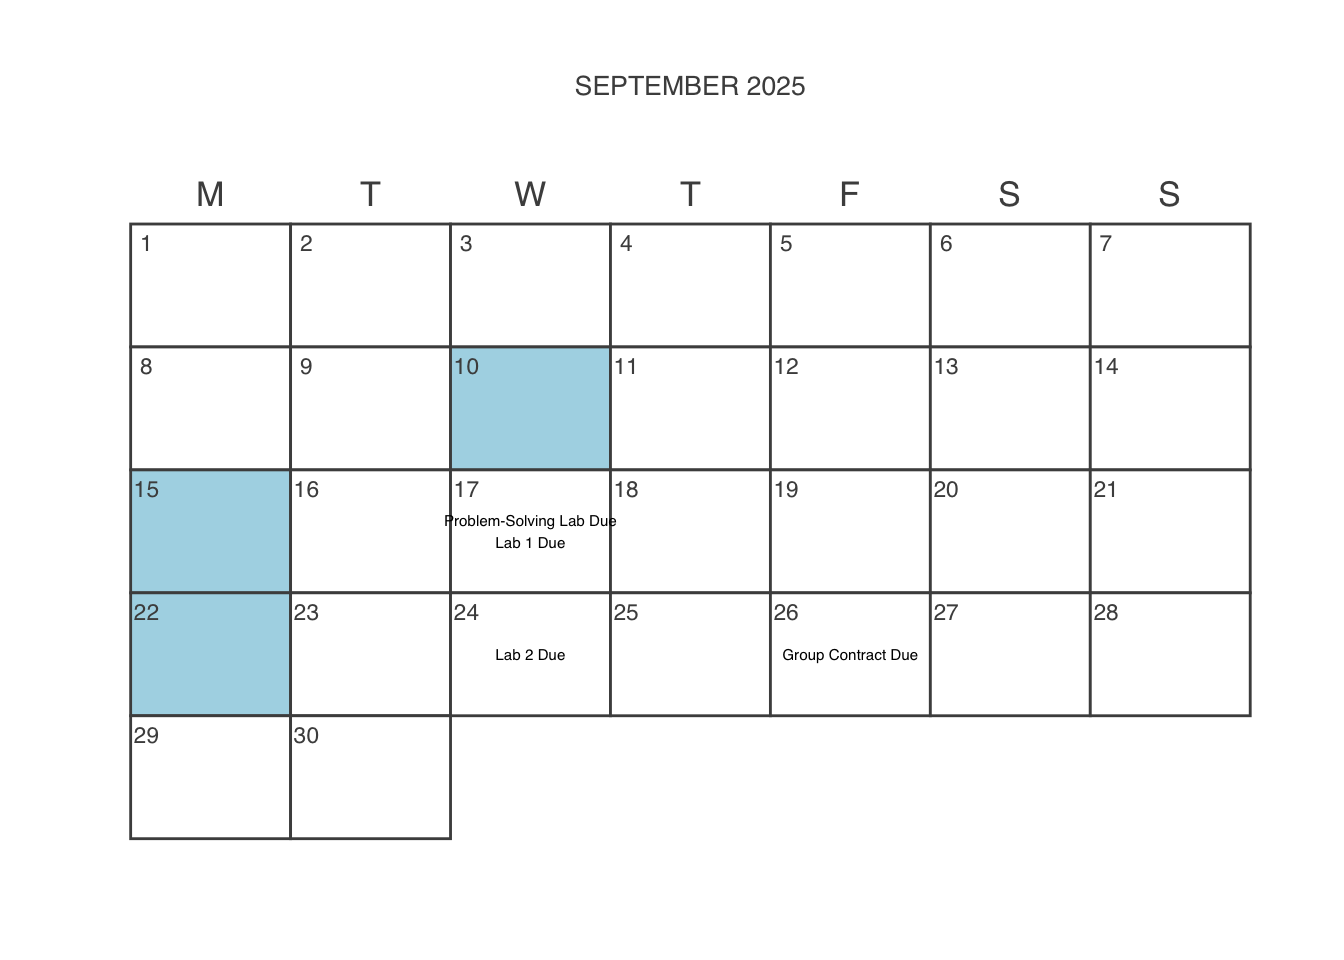 SEPTEMBER 2025
M T W T F S S
1 2 3 4 5 6 7
8 9 10 11 12 13 14
15 16 17 18 19 20 21
Problem-Solving Lab Due
Lab 1 Due
22 23 24 25 26 27 28
Lab 2 Due Group Contract Due
29 30